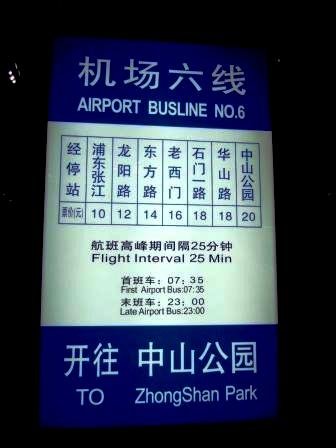 机场六线
AIRPORT BUSLINE NO.6
经停站 浦东张江 龙阳路 东方路 老西门 石门一路 华山路 中山公园
票价(元) 10 12 14 16 18 18 20
航班高峰期间隔25分钟
Flight Interval 25 Min
首班车：07：35
First Airport Bus:07:35
末班车：23：00
Late Airport Bus:23:00
开往 中山公园
TO ZhongShan Park